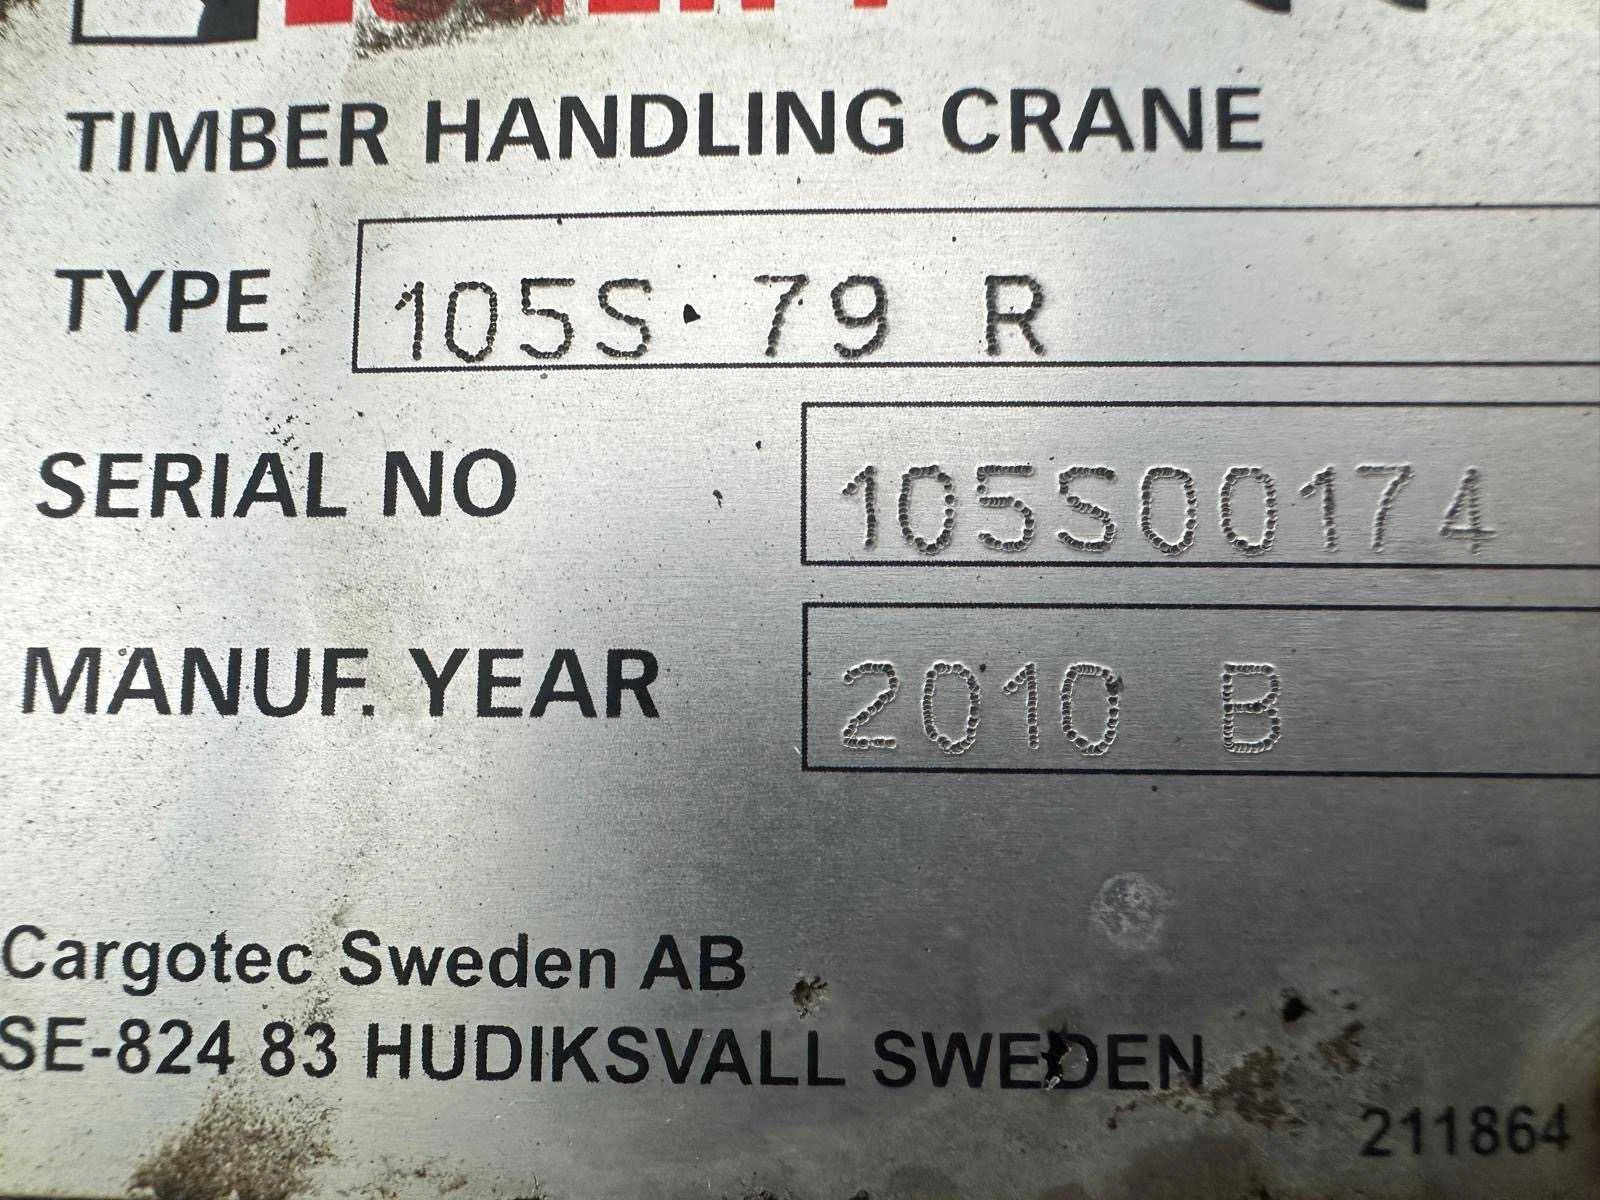 TIMBER HANDLING CRANE
TYPE 105S 79 R
SERIAL NO 105S00174
MANUF. YEAR 2010 B
Cargotec Sweden AB
SE-824 83 HUDIKSVALL SWEDEN
211864